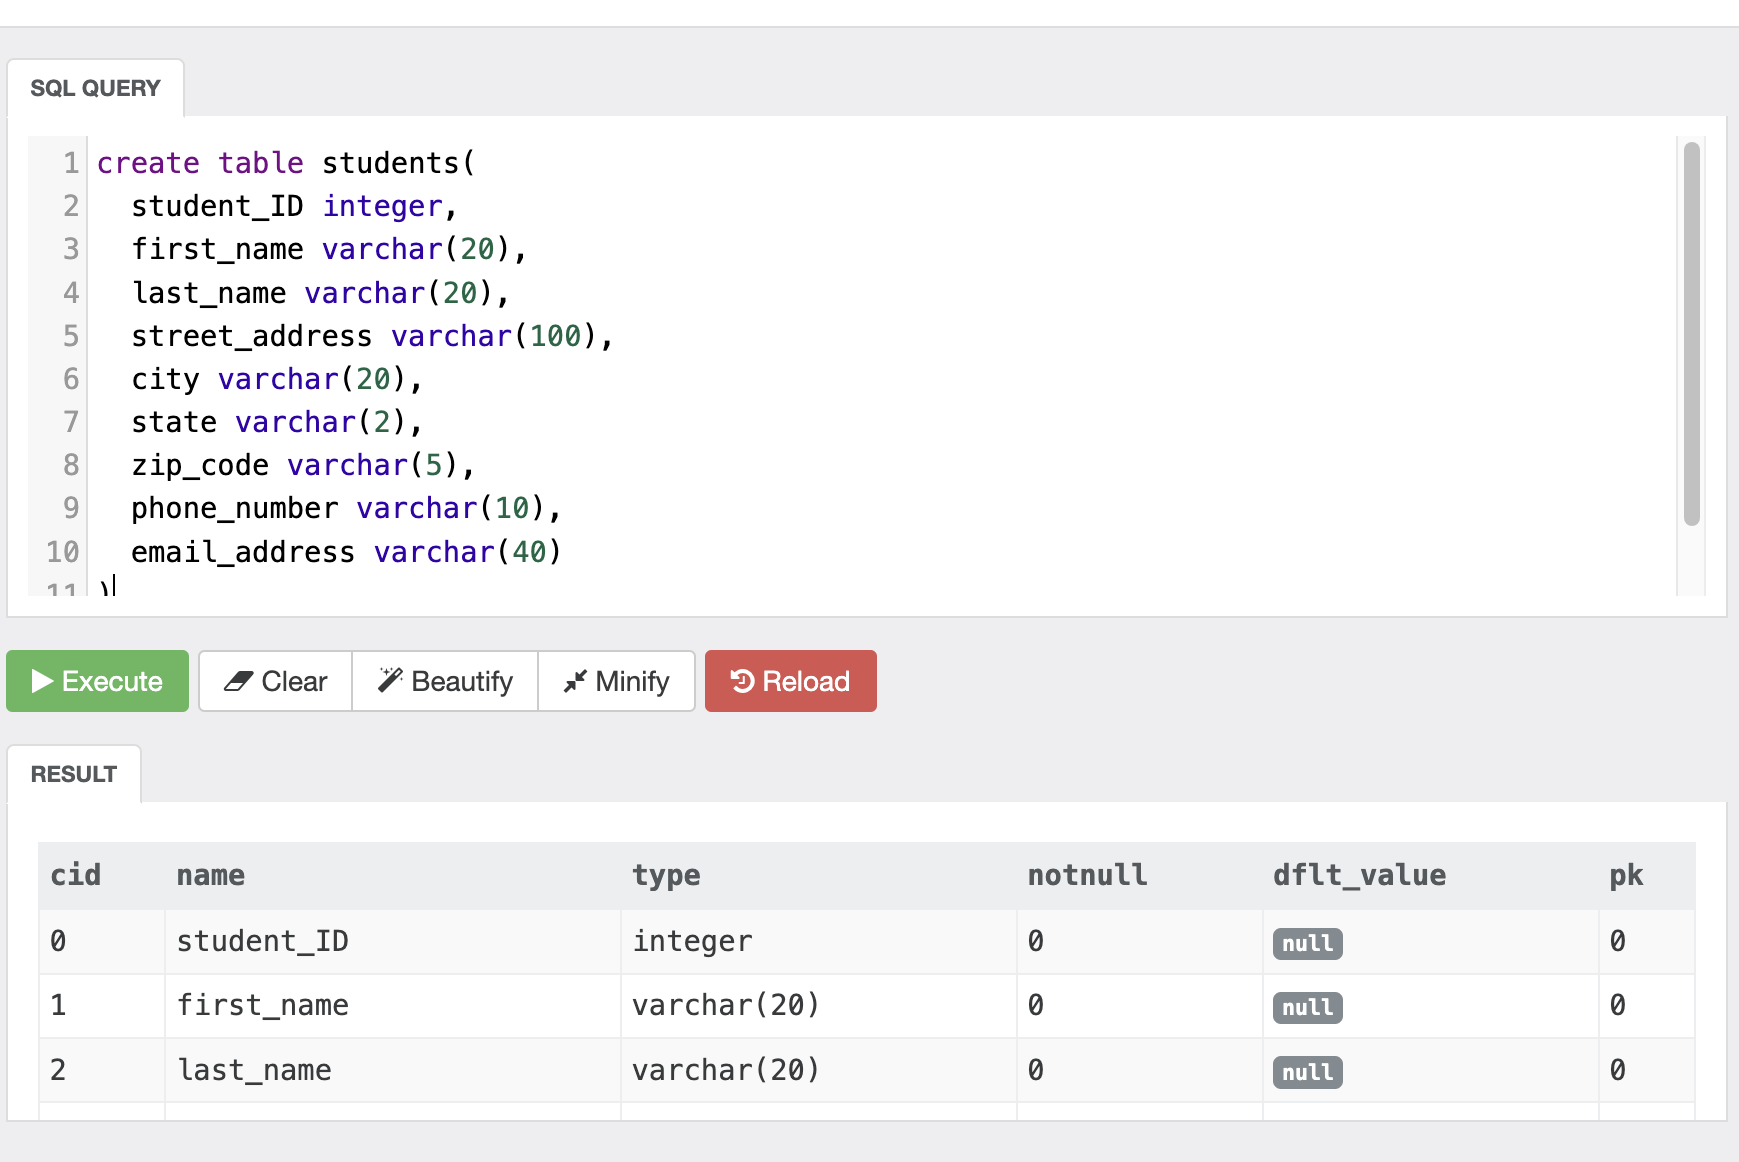 SQL QUERY
1 create table students(
2 student_ID integer,
3 first_name varchar(20),
4 last_name varchar(20),
5 street_address varchar(100),
6 city varchar(20),
7 state varchar(2),
8 zip_code varchar(5),
9 phone_number varchar(10),
10 email_address varchar(40)
11 )
Execute Clear Beautify Minify Reload
RESULT
cid name type notnull dflt_value pk
0 student_ID integer 0 null 0
1 first_name varchar(20) 0 null 0
2 last_name varchar(20) 0 null 0